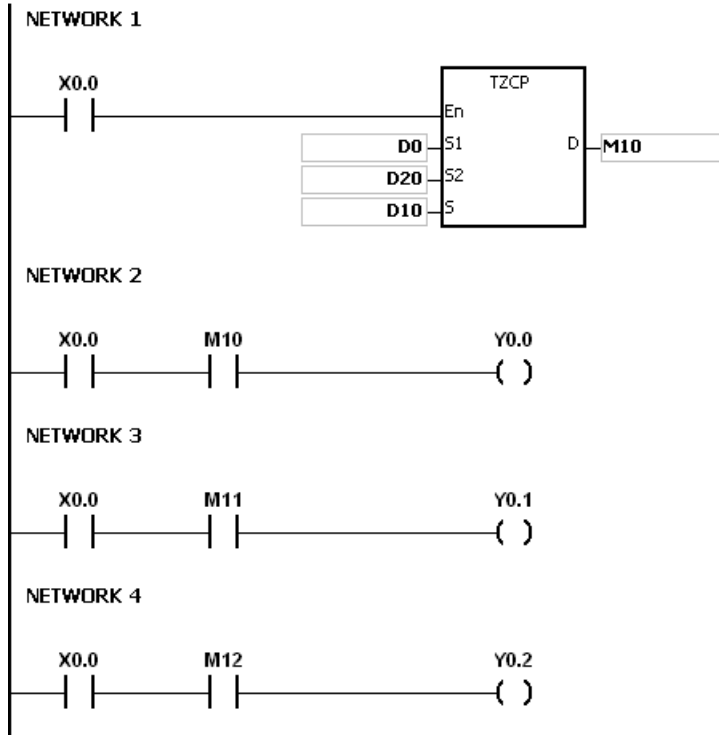 NETWORK 1
X0.0
TZCP
En
D0 S1 D M10
D20 S2
D10 S
NETWORK 2
X0.0 M10 Y0.0
NETWORK 3
X0.0 M11 Y0.1
NETWORK 4
X0.0 M12 Y0.2